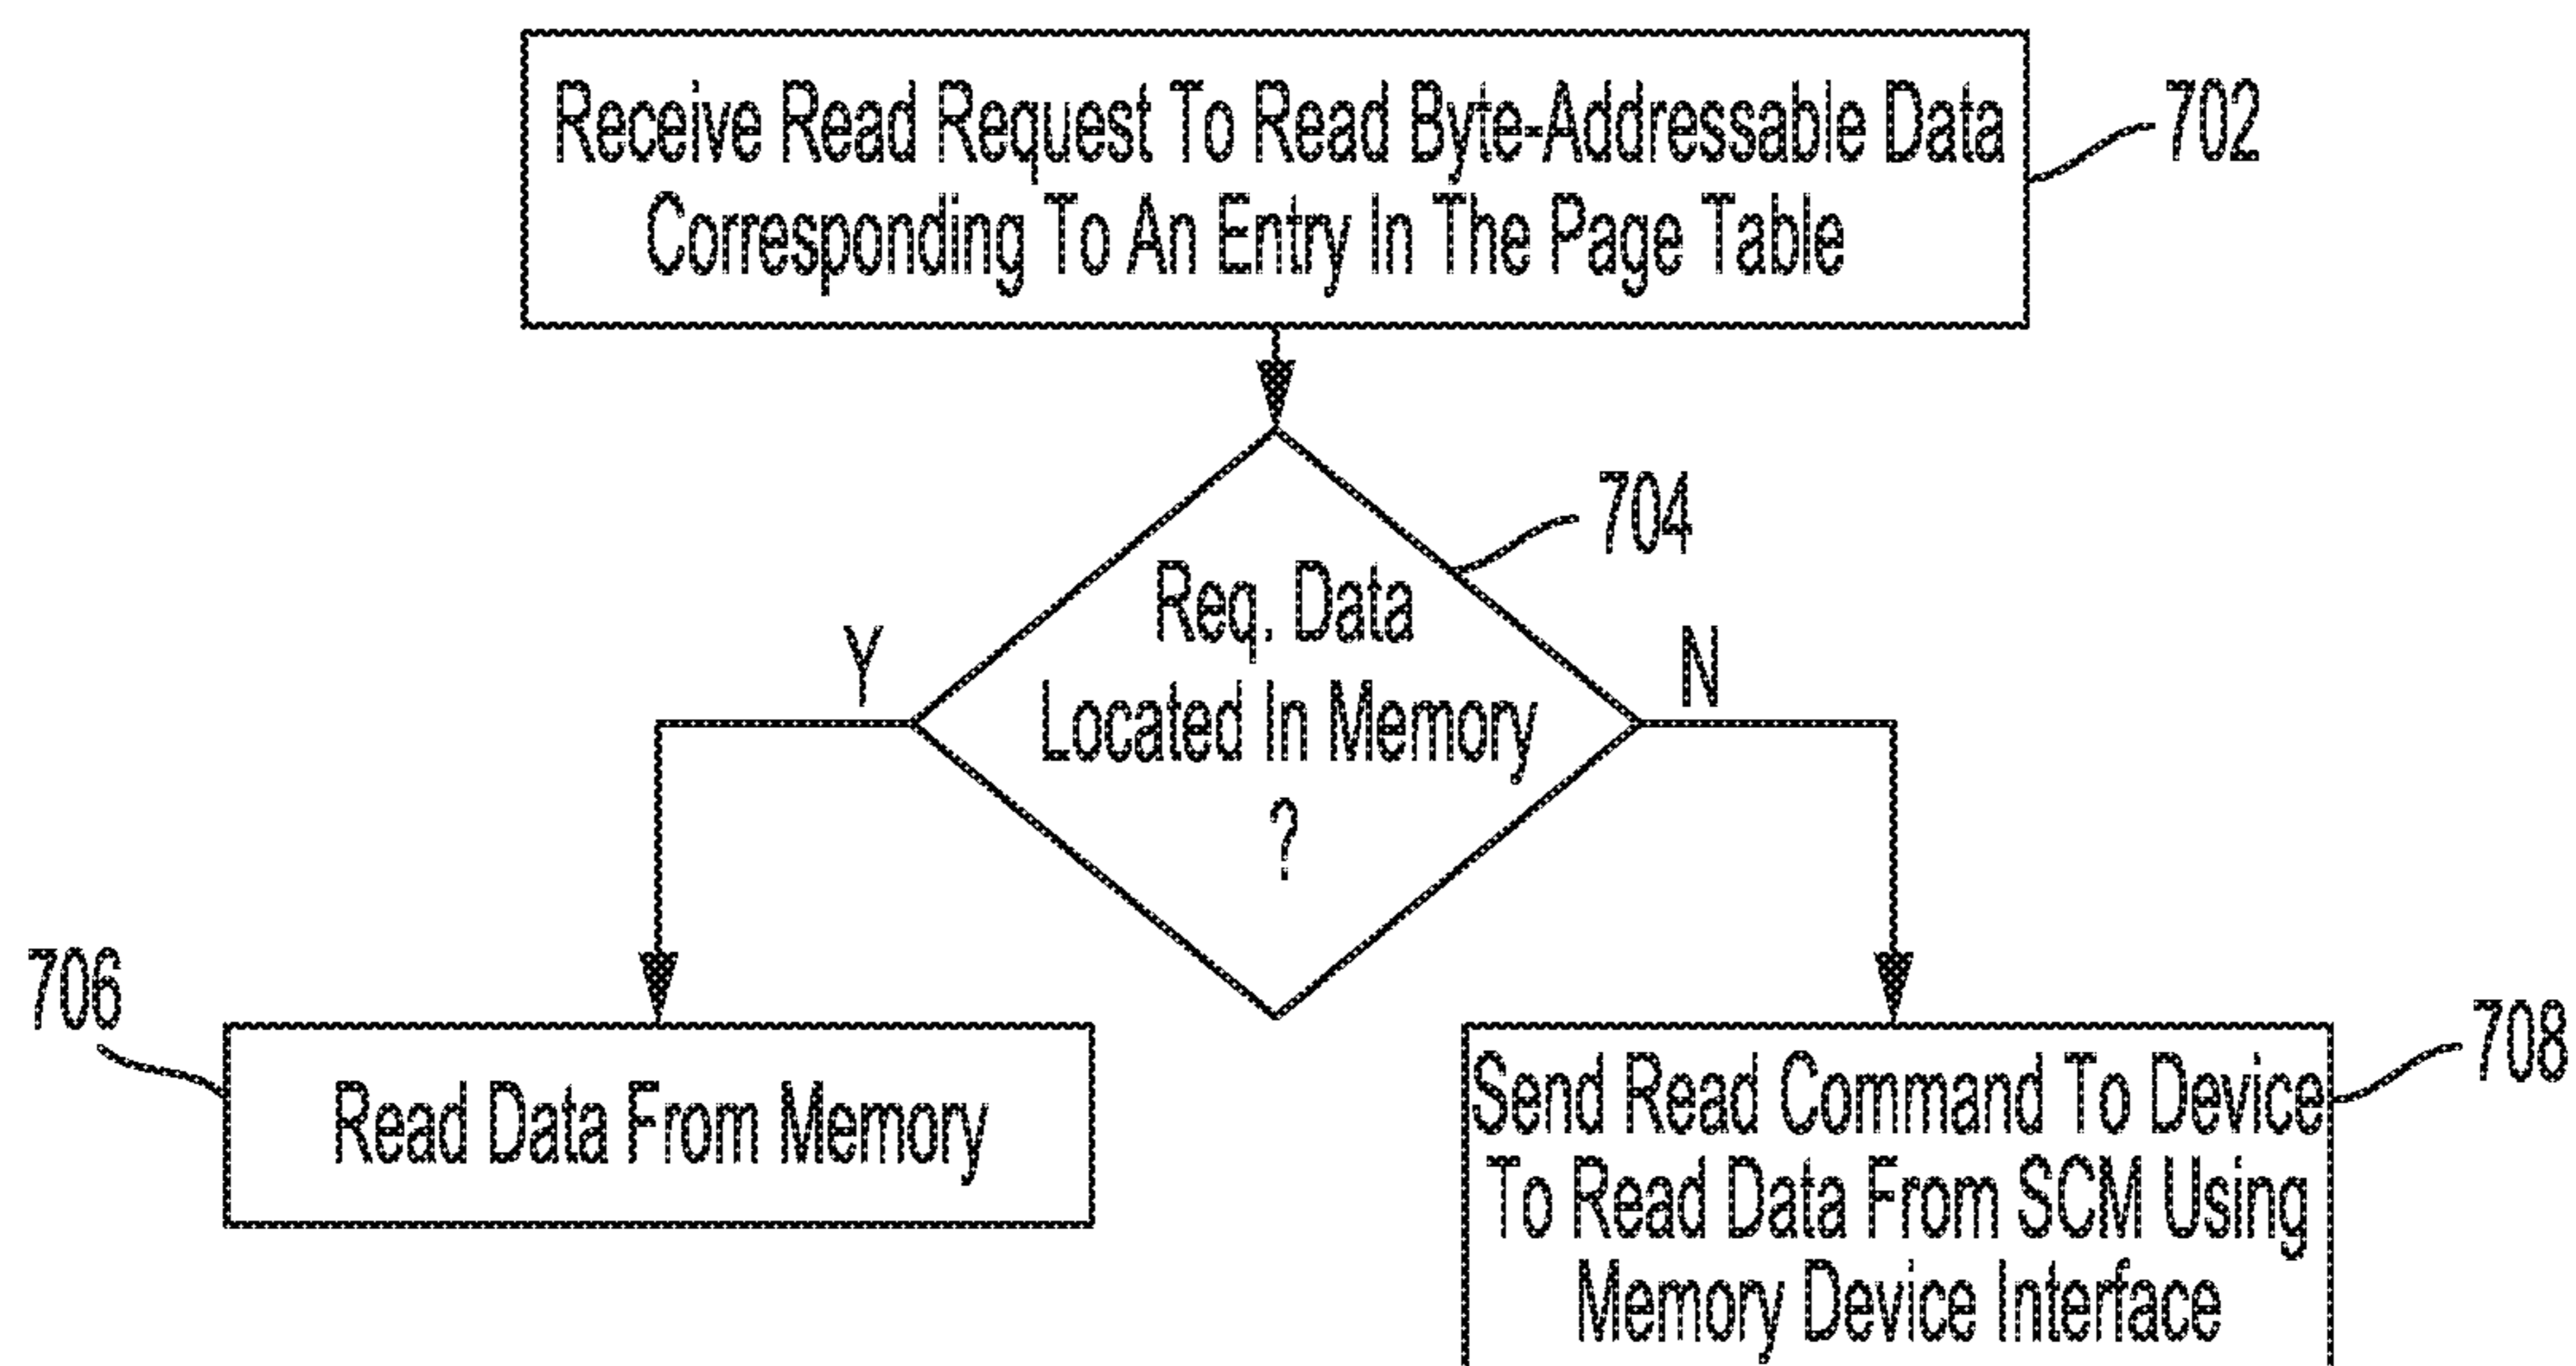 Receive Read Request To Read Byte-Addressable Data
Corresponding To An Entry In The Page Table
702
704
Req. Data
Located In Memory
?
Y
N
706
Read Data From Memory
708
Send Read Command To Device
To Read Data From SCM Using
Memory Device Interface